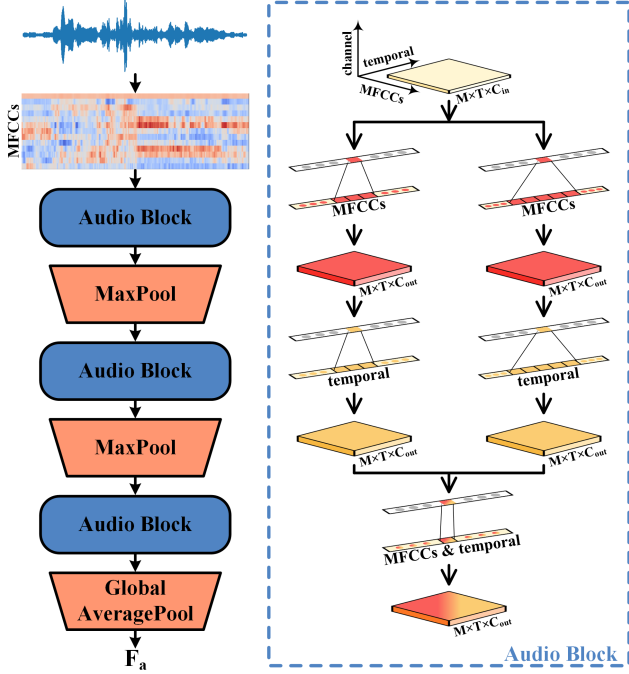 MFCCs
Audio Block
MaxPool
Audio Block
MaxPool
Audio Block
Global
AveragePool
Fₐ
channel
temporal
MFCCs
M×T×Cᵢₙ
MFCCs
MFCCs
M×T×Cₒᵤₜ
M×T×Cₒᵤₜ
temporal
temporal
M×T×Cₒᵤₜ
M×T×Cₒᵤₜ
MFCCs & temporal
M×T×Cₒᵤₜ
Audio Block